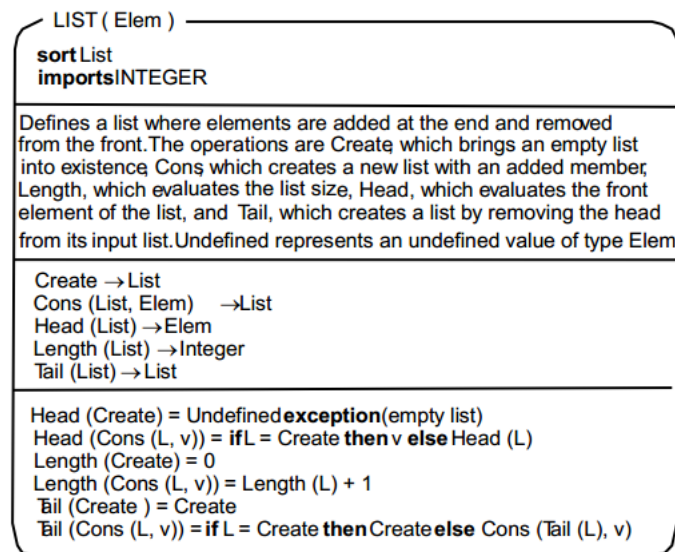 LIST ( Elem )
sort List
imports INTEGER
Defines a list where elements are added at the end and removed
from the front. The operations are Create, which brings an empty list
into existence, Cons, which creates a new list with an added member,
Length, which evaluates the list size, Head, which evaluates the front
element of the list, and Tail, which creates a list by removing the head
from its input list. Undefined represents an undefined value of type Elem
Create → List
Cons (List, Elem) → List
Head (List) → Elem
Length (List) → Integer
Tail (List) → List
Head (Create) = Undefined exception (empty list)
Head (Cons (L, v)) = if L = Create then v else Head (L)
Length (Create) = 0
Length (Cons (L, v)) = Length (L) + 1
Tail (Create ) = Create
Tail (Cons (L, v)) = if L = Create then Create else Cons (Tail (L), v)